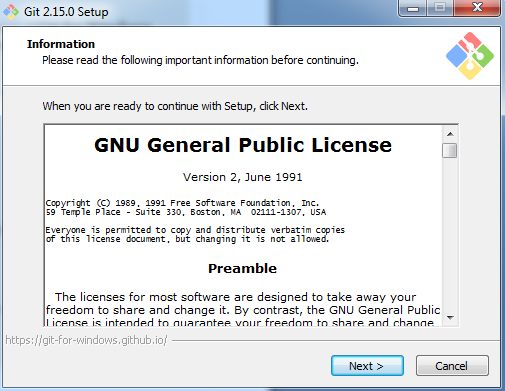 Git 2.15.0 Setup
Information
Please read the following important information before continuing.
When you are ready to continue with Setup, click Next.
GNU General Public License
Version 2, June 1991
Copyright (C) 1989, 1991 Free Software Foundation, Inc.
59 Temple Place - Suite 330, Boston, MA  02111-1307, USA
Everyone is permitted to copy and distribute verbatim copies
of this license document, but changing it is not allowed.
Preamble
The licenses for most software are designed to take away your
freedom to share and change it. By contrast, the GNU General Public
License is intended to guarantee your freedom to share and change
https://git-for-windows.github.io/
Next >
Cancel